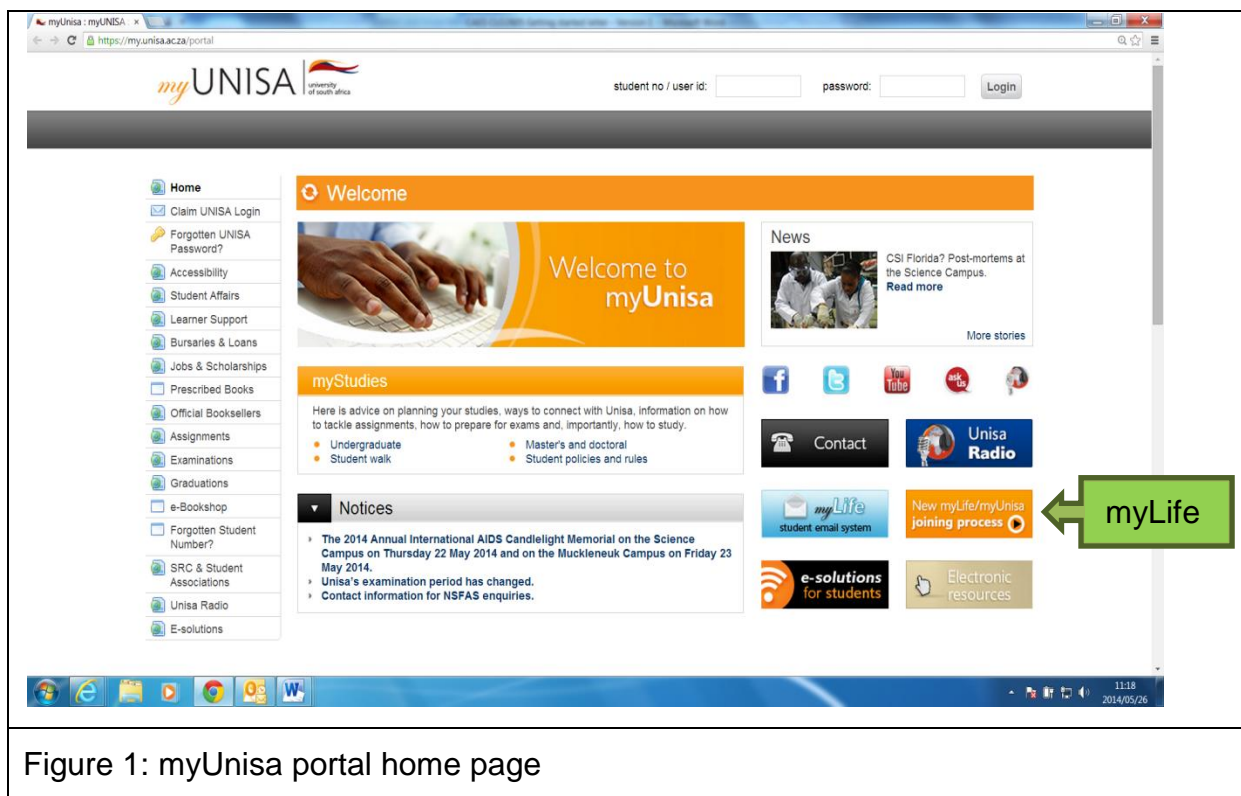 myUnisa : myUNISA :
https://my.unisa.ac.za/portal
myUNISA
university
of south africa
student no / user id:
password:
Login
Home
Claim UNISA Login
Forgotten UNISA
Password?
Accessibility
Student Affairs
Learner Support
Bursaries & Loans
Jobs & Scholarships
Prescribed Books
Official Booksellers
Assignments
Examinations
Graduations
e-Bookshop
Forgotten Student
Number?
SRC & Student
Associations
Unisa Radio
E-solutions
Welcome
Welcome to
myUnisa
myStudies
Here is advice on planning your studies, ways to connect with Unisa, information on how
to tackle assignments, how to prepare for exams and, importantly, how to study.
Undergraduate
Master's and doctoral
Student walk
Student policies and rules
Notices
The 2014 Annual International AIDS Candlelight Memorial on the Science
Campus on Thursday 22 May 2014 and on the Muckleneuk Campus on Friday 23
May 2014.
Unisa's examination period has changed.
Contact information for NSFAS enquiries.
News
CSI Florida? Post-mortems at
the Science Campus.
Read more
More stories
f
You
Tube
ask
us
Contact
Unisa
Radio
myLife
student email system
New myLife/myUnisa
joining process
myLife
e-solutions
for students
Electronic
resources
11:18
2014/05/26
Figure 1: myUnisa portal home page